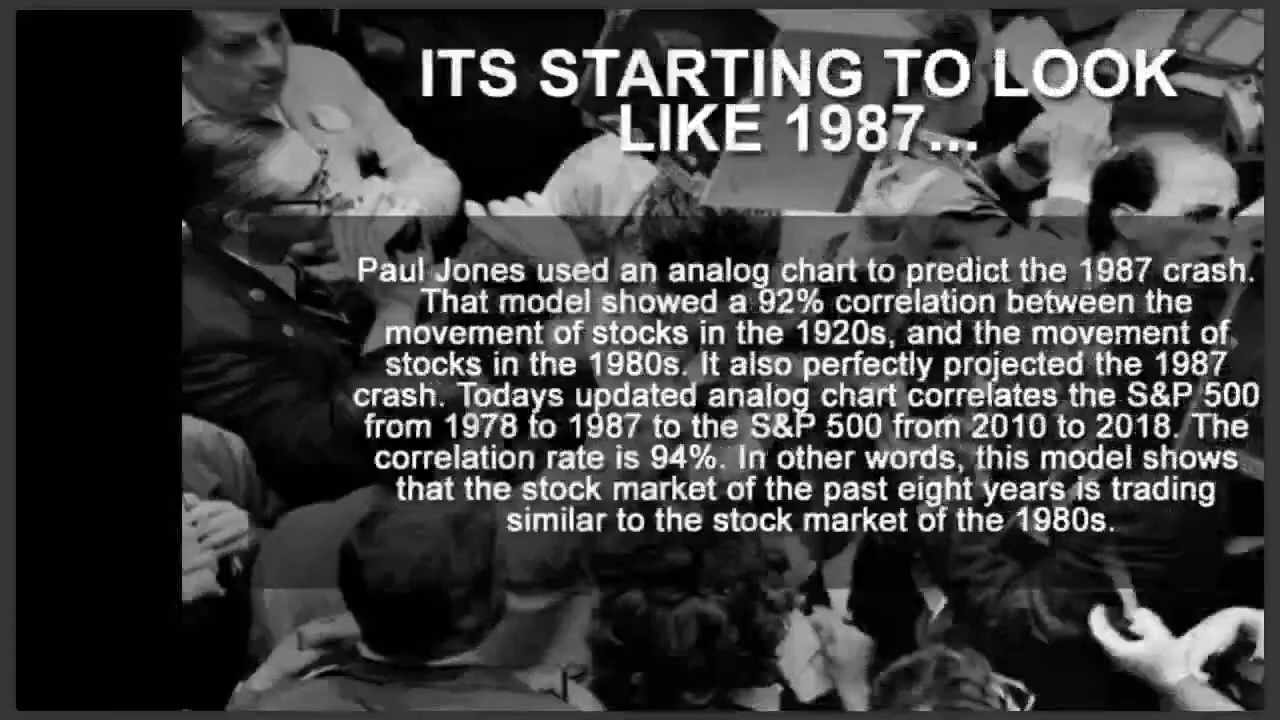 ITS STARTING TO LOOK
LIKE 1987...
Paul Jones used an analog chart to predict the 1987 crash.
That model showed a 92% correlation between the
movement of stocks in the 1920s, and the movement of
stocks in the 1980s. It also perfectly projected the 1987
crash. Todays updated analog chart correlates the S&P 500
from 1978 to 1987 to the S&P 500 from 2010 to 2018. The
correlation rate is 94%. In other words, this model shows
that the stock market of the past eight years is trading
similar to the stock market of the 1980s.